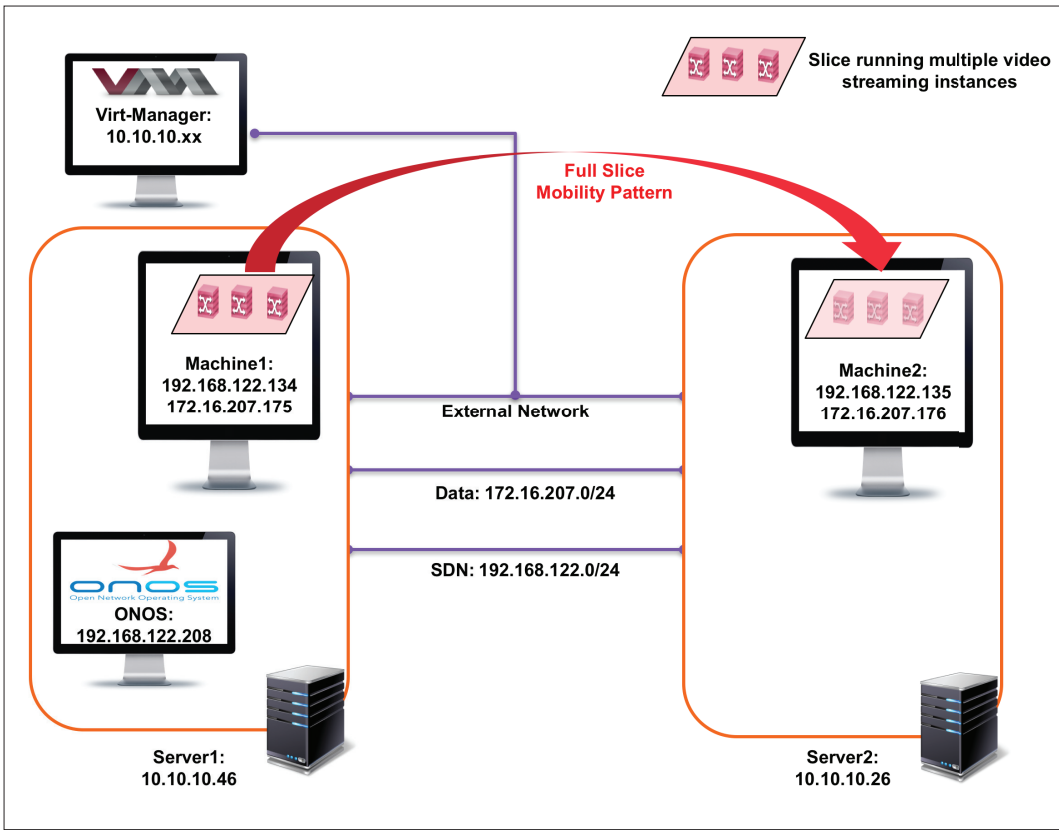 VMM
Virt-Manager:
10.10.10.xx
Slice running multiple video
streaming instances
Full Slice
Mobility Pattern
Machine1:
192.168.122.134
172.16.207.175
Machine2:
192.168.122.135
172.16.207.176
External Network
Data: 172.16.207.0/24
SDN: 192.168.122.0/24
onos
Open Network Operating System
ONOS:
192.168.122.208
Server1:
10.10.10.46
Server2:
10.10.10.26